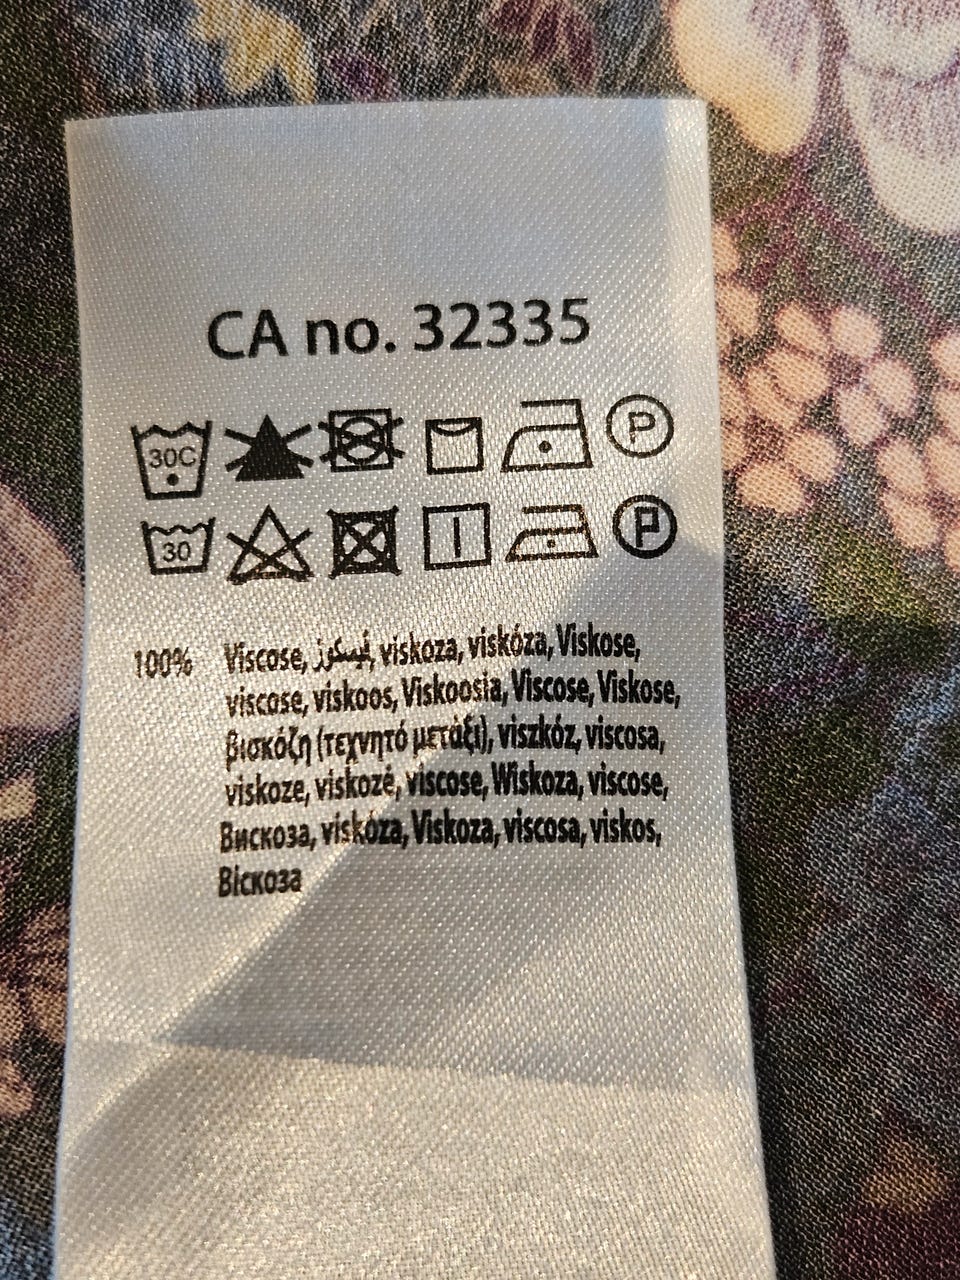 CA no. 32335
30C P
30 P
100% Viscose, فيسكوز, viskoza, viskóza, Viskose,
viscose, viskoos, Viskoosia, Viscose, Viskose,
βισκόζη (τεχνητό μετάξι), viszkóz, viscosa,
viskoze, viskozė, viscose, Wiskoza, viscose,
Вискоза, viskóza, Viskoza, viscosa, viskos,
Віскоза